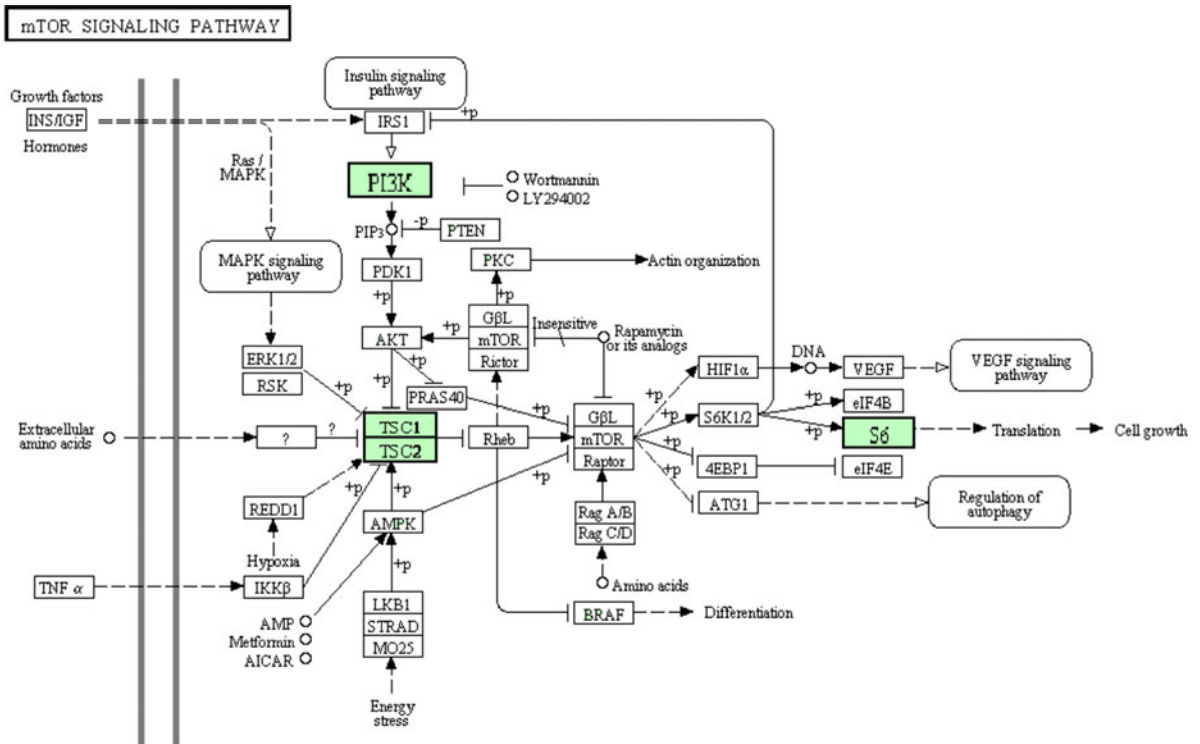 mTOR SIGNALING PATHWAY
Insulin signaling
pathway
Growth factors
INS/IGF
Hormones
IRS1
+p
Ras /
MAPK
PI3K
Wortmannin
LY294002
PIP3
-p
PTEN
MAPK signaling
pathway
PDK1
PKC
Actin organization
+p
+p
GβL
mTOR
Rictor
+p
Insensitive
Rapamycin
or its analogs
AKT
DNA
HIF1α
VEGF
VEGF signaling
pathway
ERK1/2
RSK
+p
+p
PRAS40
+p
+p
+p
eIF4B
GβL
mTOR
Raptor
S6K1/2
+p
S6
Translation
Cell growth
Extracellular
amino acids
?
?
TSC1
TSC2
Rheb
+p
4EBP1
eIF4E
+p
+p
+p
+p
ATG1
Regulation of
autophagy
REDD1
AMPK
Rag A/B
Rag C/D
Hypoxia
+p
TNF α
IKKβ
Amino acids
LKB1
STRAD
MO25
BRAF
Differentiation
AMP
Metformin
AICAR
Energy
stress